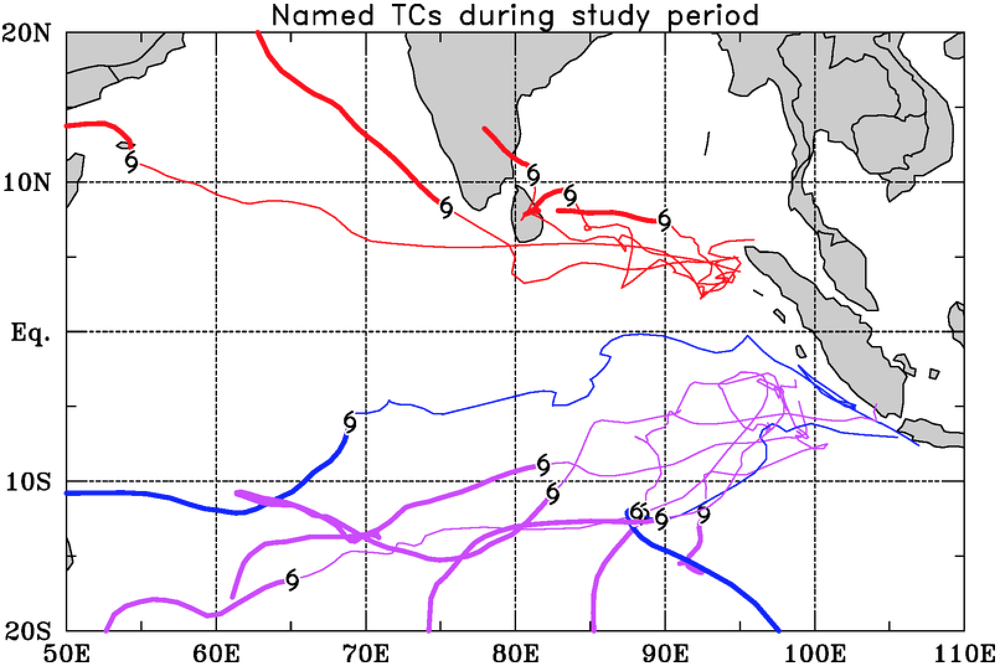 Named TCs during study period
20N
10N
Eq.
10S
20S
50E 60E 70E 80E 90E 100E 110E